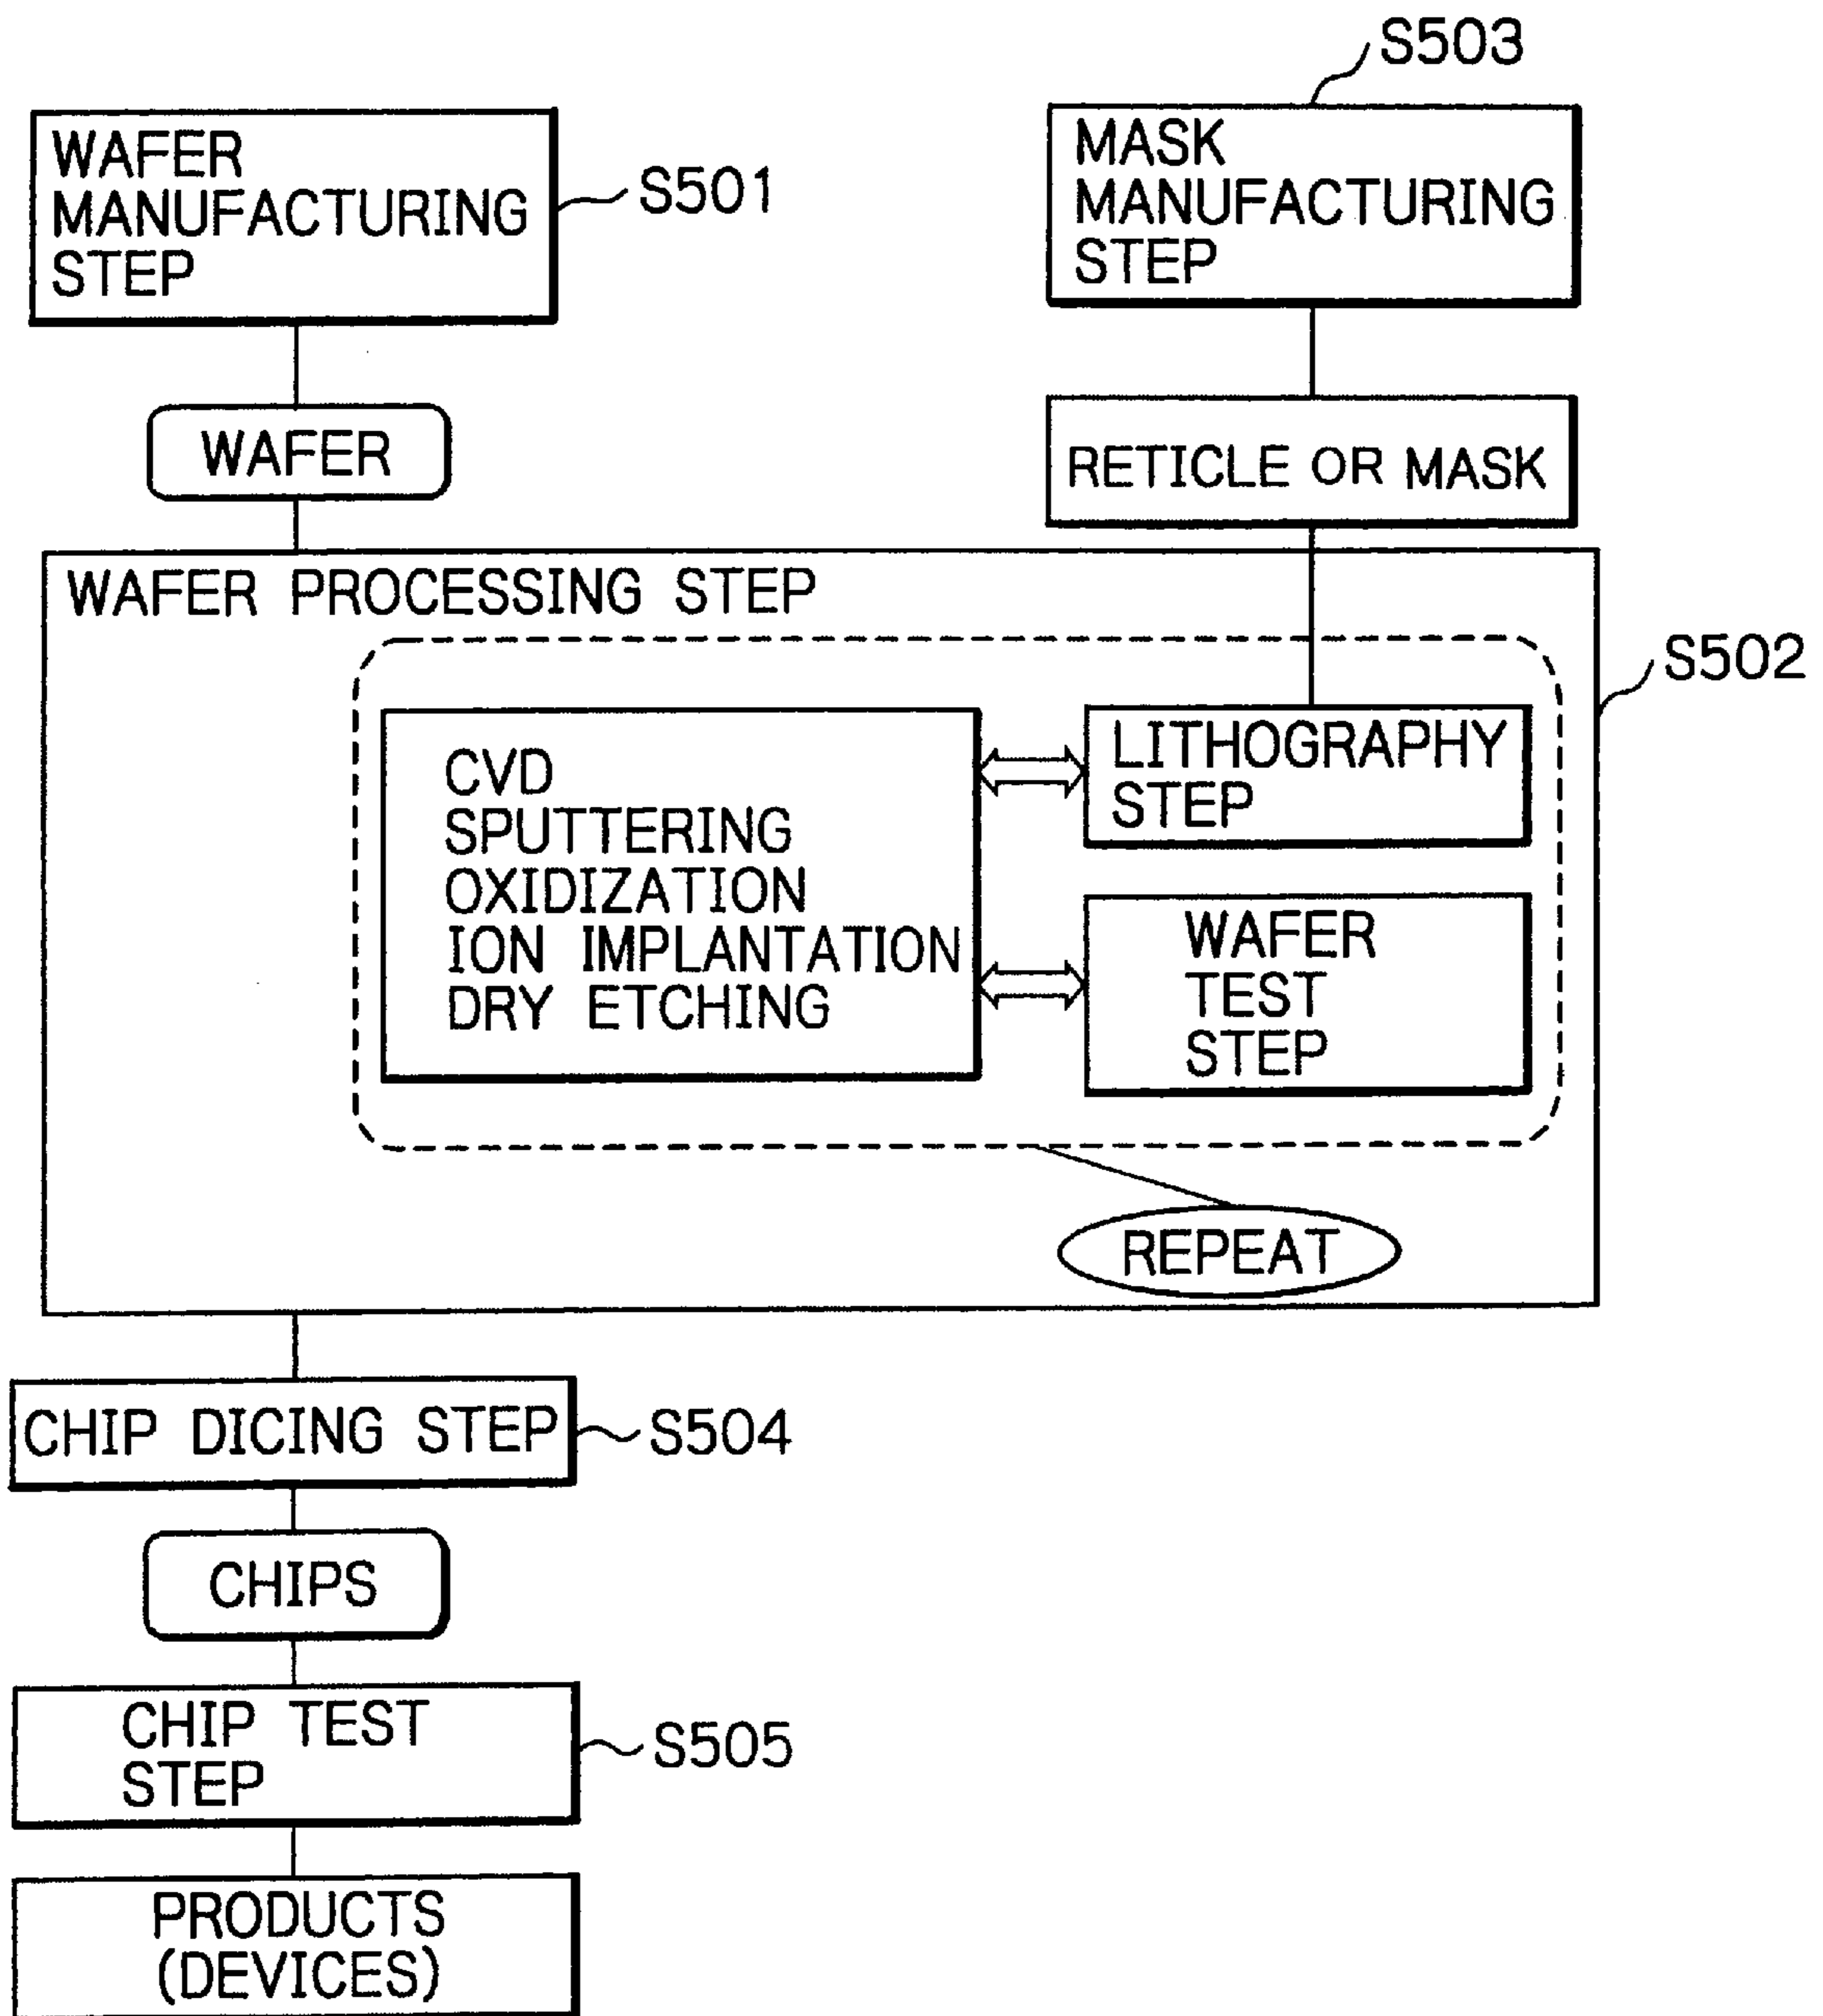 S503
WAFER
MANUFACTURING
STEP
S501
MASK
MANUFACTURING
STEP
WAFER
RETICLE OR MASK
WAFER PROCESSING STEP
S502
CVD
SPUTTERING
OXIDIZATION
ION IMPLANTATION
DRY ETCHING
LITHOGRAPHY
STEP
WAFER
TEST
STEP
REPEAT
CHIP DICING STEP
S504
CHIPS
CHIP TEST
STEP
S505
PRODUCTS
(DEVICES)